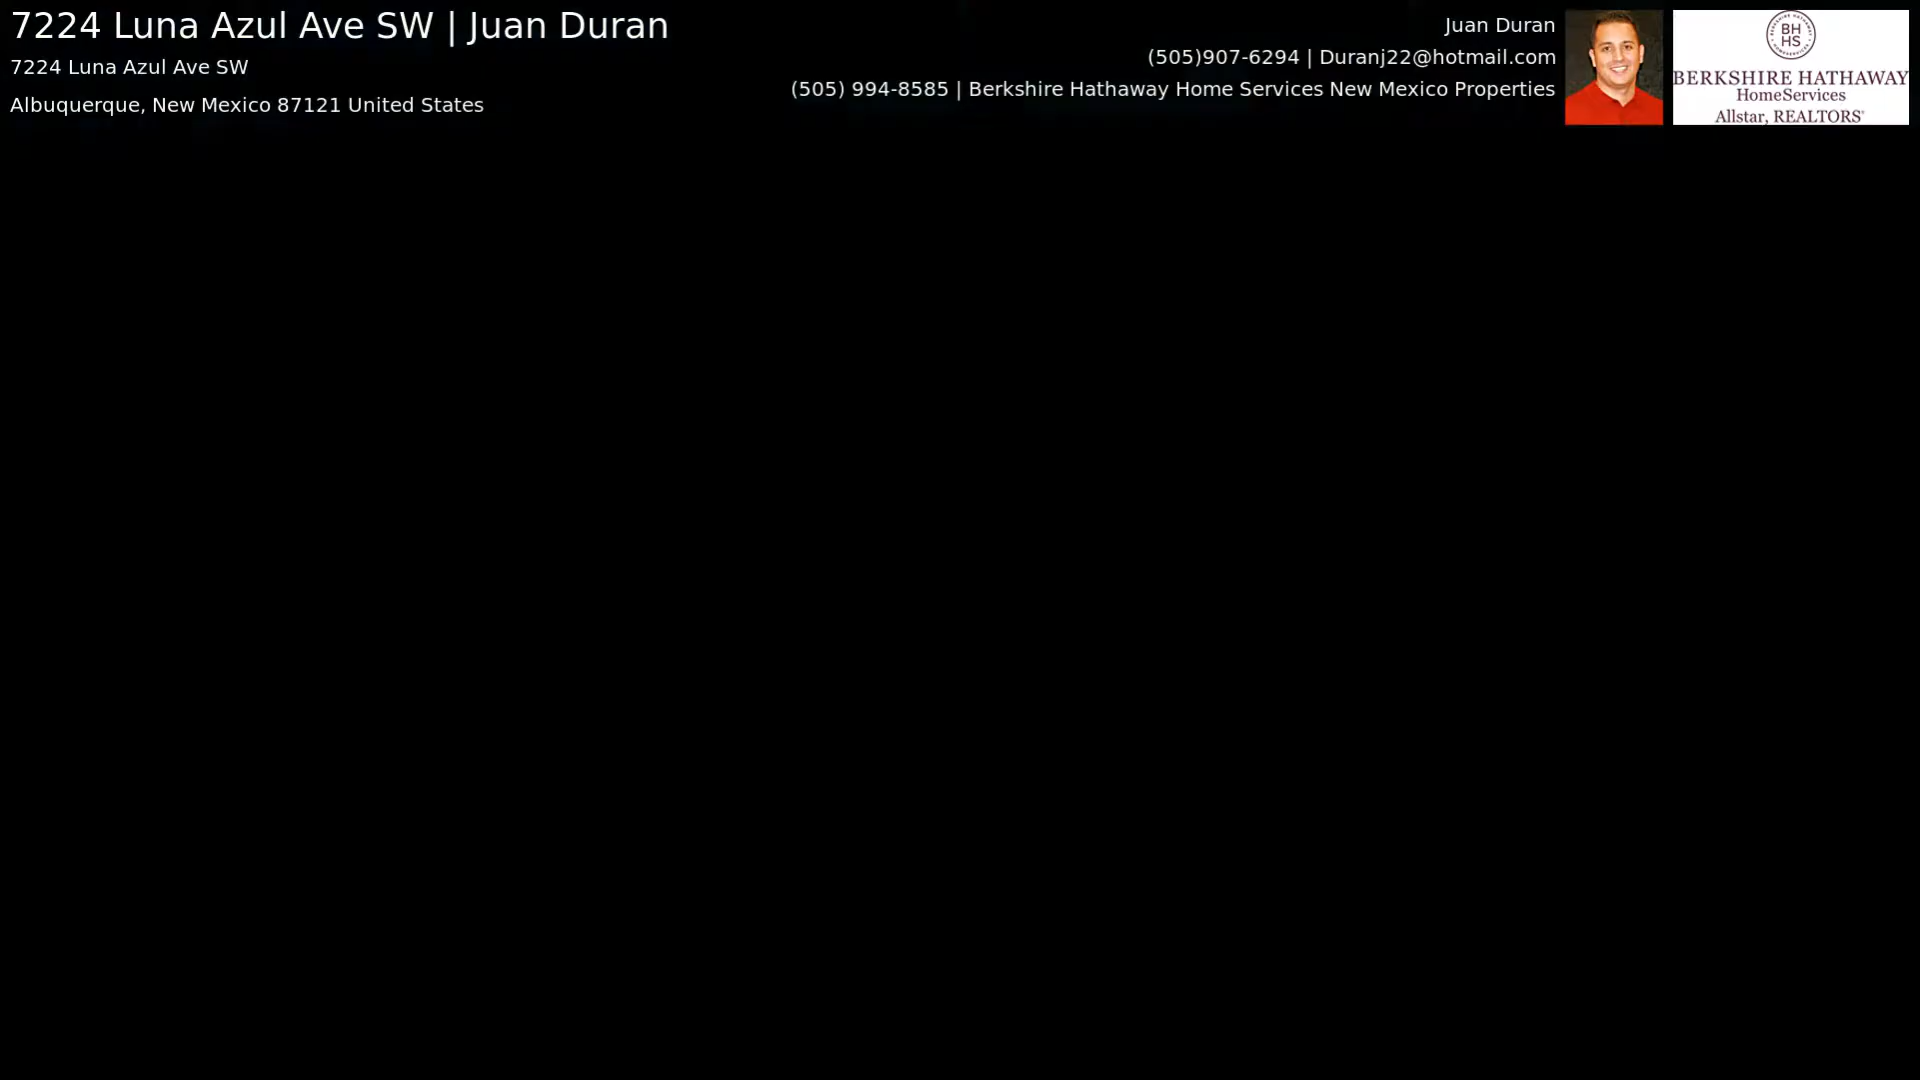 7224 Luna Azul Ave SW | Juan Duran
7224 Luna Azul Ave SW
Albuquerque, New Mexico 87121 United States
Juan Duran
(505)907-6294 | Duranj22@hotmail.com
(505) 994-8585 | Berkshire Hathaway Home Services New Mexico Properties
BH
HS
BERKSHIRE HATHAWAY
HomeServices
Allstar, REALTORS®